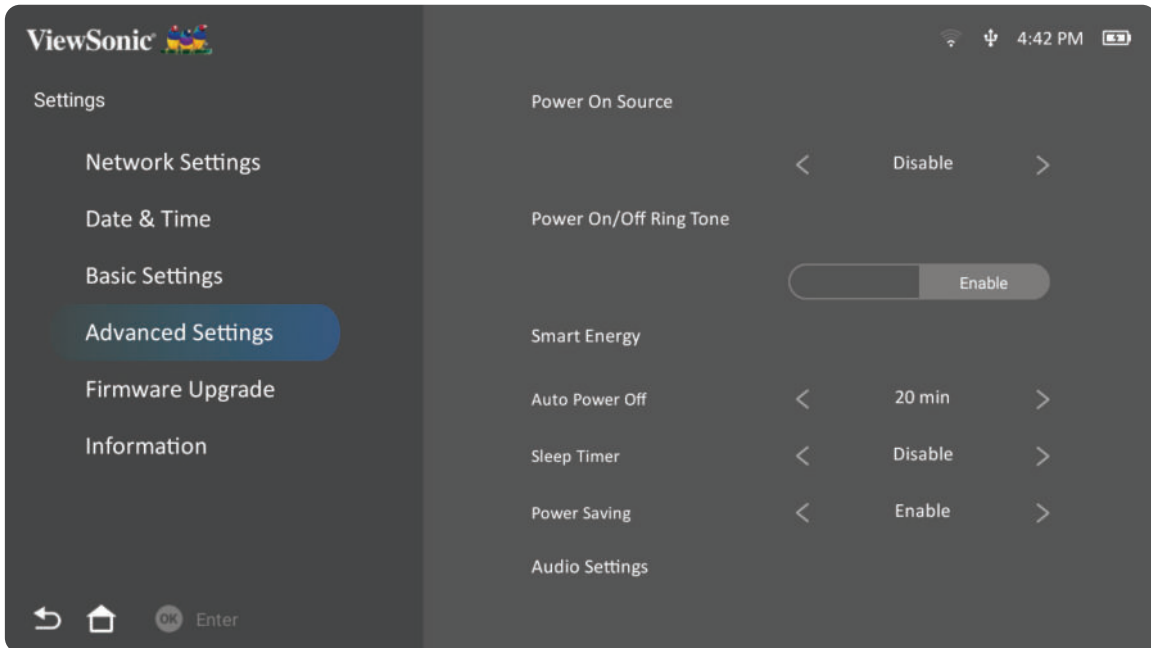 ViewSonic
4:42 PM
Settings
Network Settings
Date & Time
Basic Settings
Advanced Settings
Firmware Upgrade
Information
OK Enter
Power On Source
Disable
Power On/Off Ring Tone
Enable
Smart Energy
Auto Power Off 20 min
Sleep Timer Disable
Power Saving Enable
Audio Settings